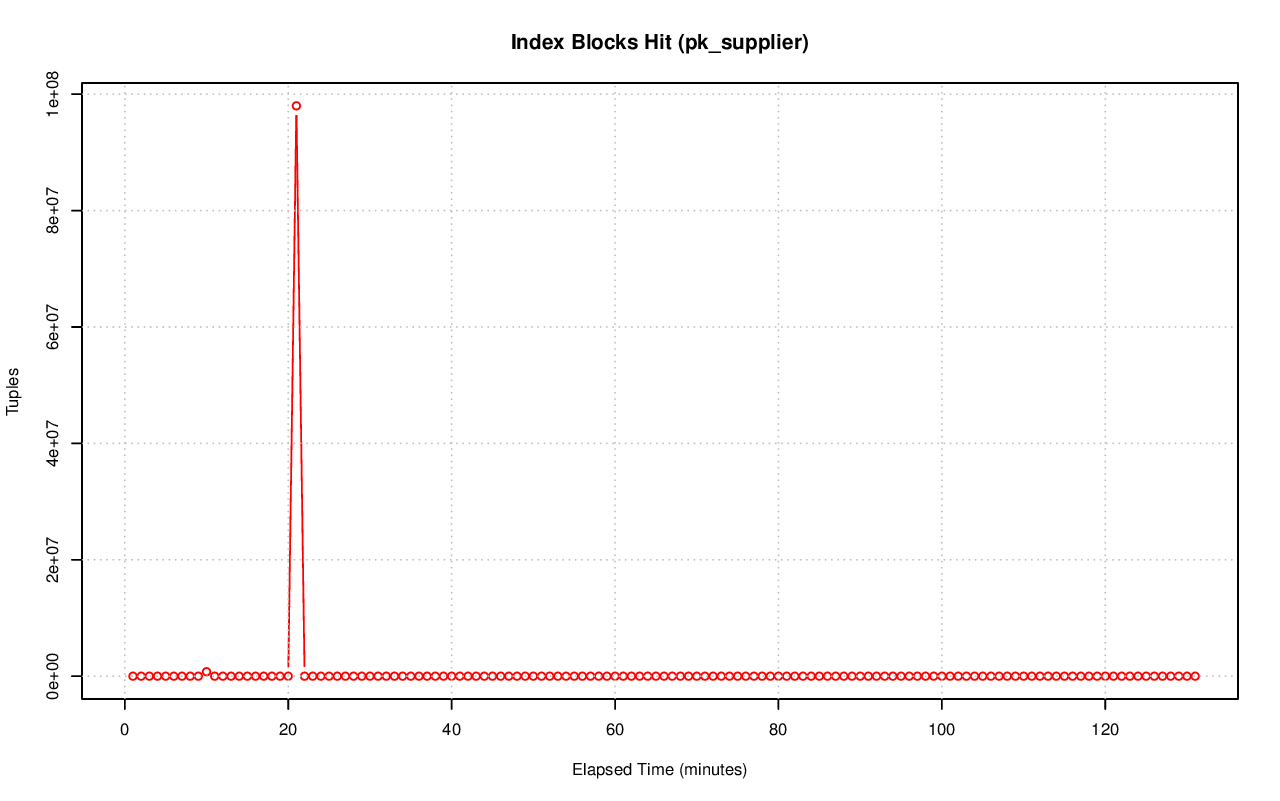 Index Blocks Hit (pk_supplier)
1e+08
8e+07
6e+07
4e+07
2e+07
0e+00
Tuples
0 20 40 60 80 100 120
Elapsed Time (minutes)